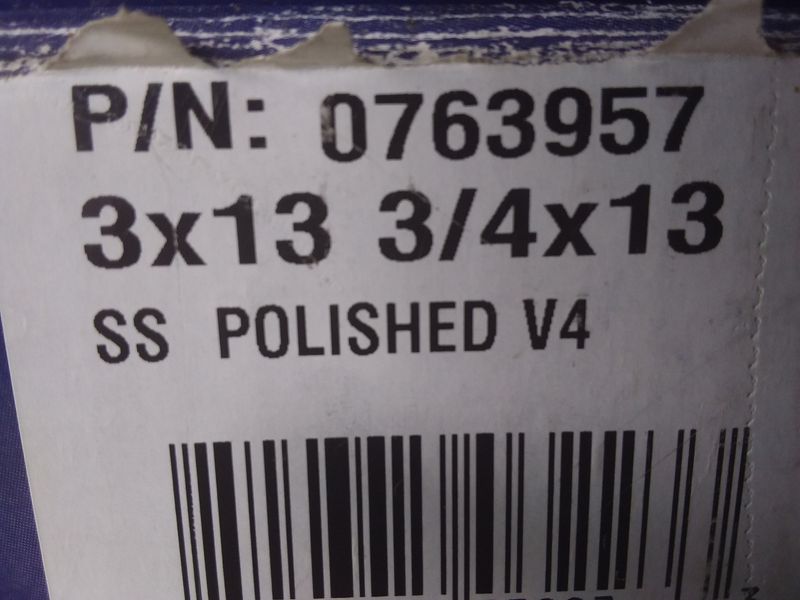 P/N: 0763957
3x13 3/4x13
SS POLISHED V4